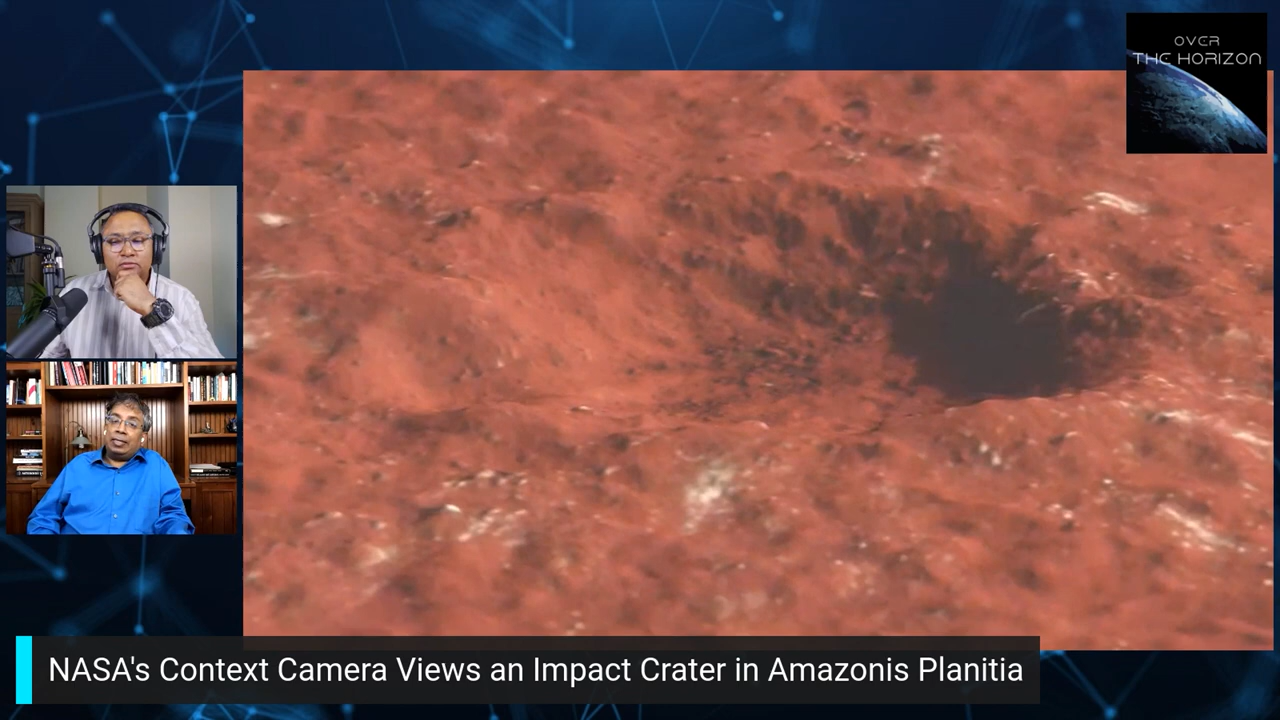 OVER
THE HORIZON
NASA's Context Camera Views an Impact Crater in Amazonis Planitia